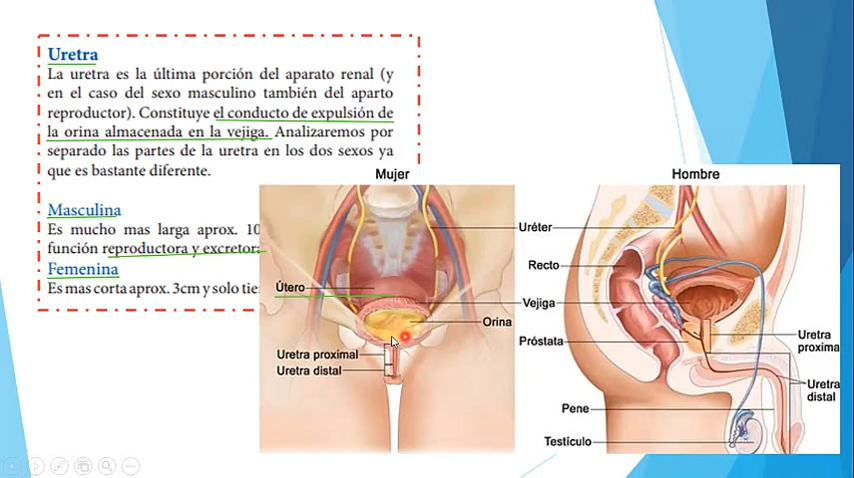 Uretra
La uretra es la última porción del aparato renal (y
en el caso del sexo masculino también del aparto
reproductor). Constituye el conducto de expulsión de
la orina almacenada en la vejiga. Analizaremos por
separado las partes de la uretra en los dos sexos ya
que es bastante diferente.
Masculina
Es mucho mas larga aprox. 10
función reproductora y excretor
Femenina
Es mas corta aprox. 3cm y solo tie
Mujer
Útero
Orina
Uretra proximal
Uretra distal
Hombre
Uréter
Recto
Vejiga
Próstata
Uretra
proxima
Uretra
distal
Pene
Testículo